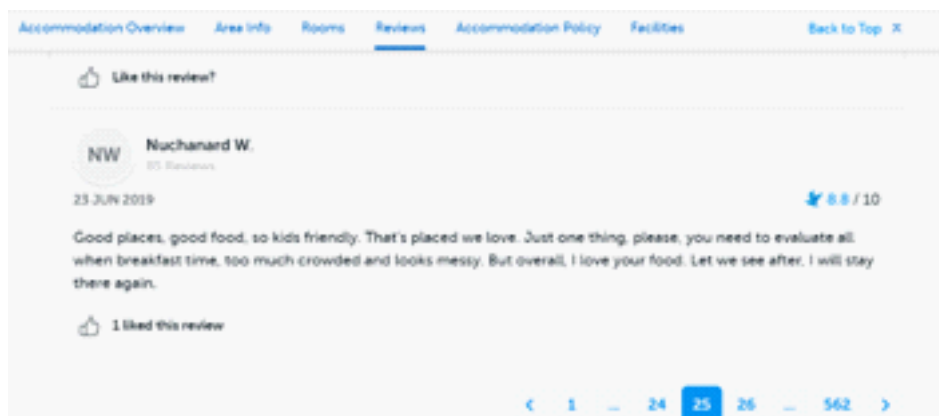 Accommodation Overview Area Info Rooms Reviews Accommodation Policy Facilities Back to Top
Like this review?
NW Nuchanard W.
85 Reviews
23 JUN 2019 8.8 / 10
Good places, good food, so kids friendly. That's placed we love. Just one thing, please, you need to evaluate all
when breakfast time, too much crowded and looks messy. But overall, I love your food. Let we see after. I will stay
there again.
1 liked this review
< 1 ... 24 25 26 ... 562 >